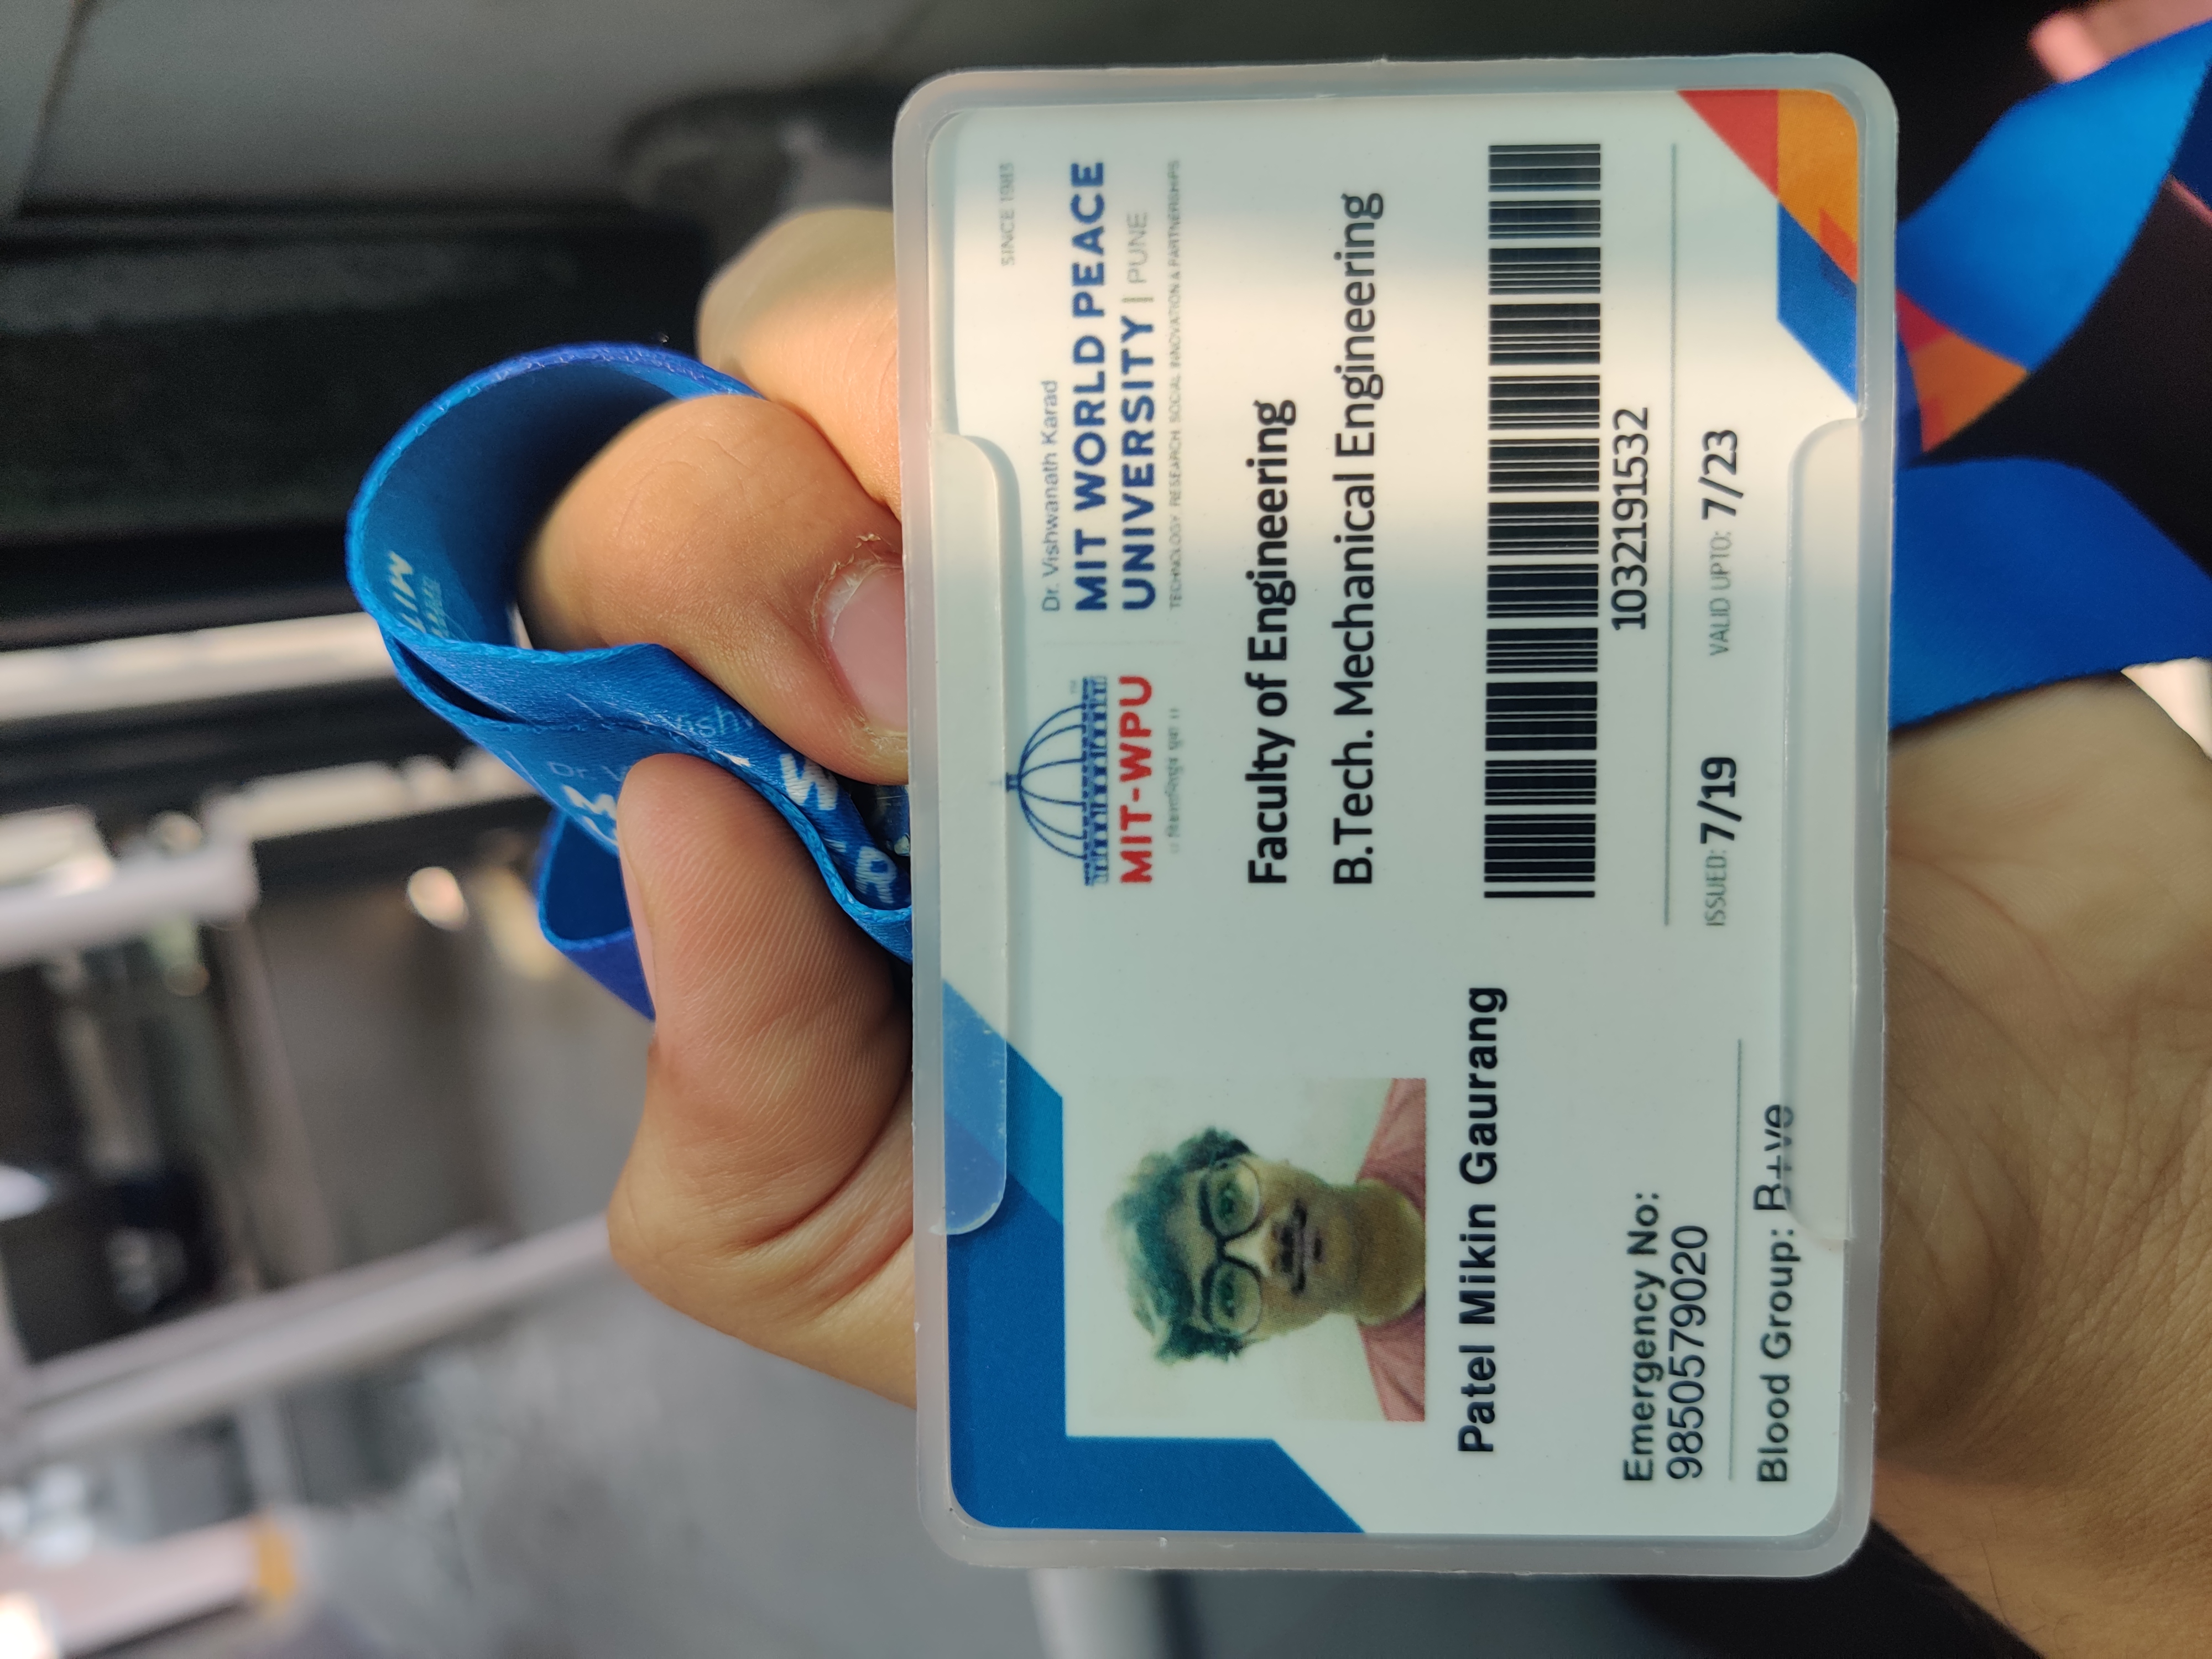 MIT
SINCE 1983
Dr. Vishwanath Karad
MIT WORLD PEACE
UNIVERSITY | PUNE
TECHNOLOGY, RESEARCH, SOCIAL INNOVATION & PARTNERSHIPS
MIT-WPU
Faculty of Engineering
B.Tech. Mechanical Engineering
Patel Mikin Gaurang
1032191532
Emergency No:
9850579020
ISSUED: 7/19 VALID UPTO: 7/23
Blood Group: B+ve